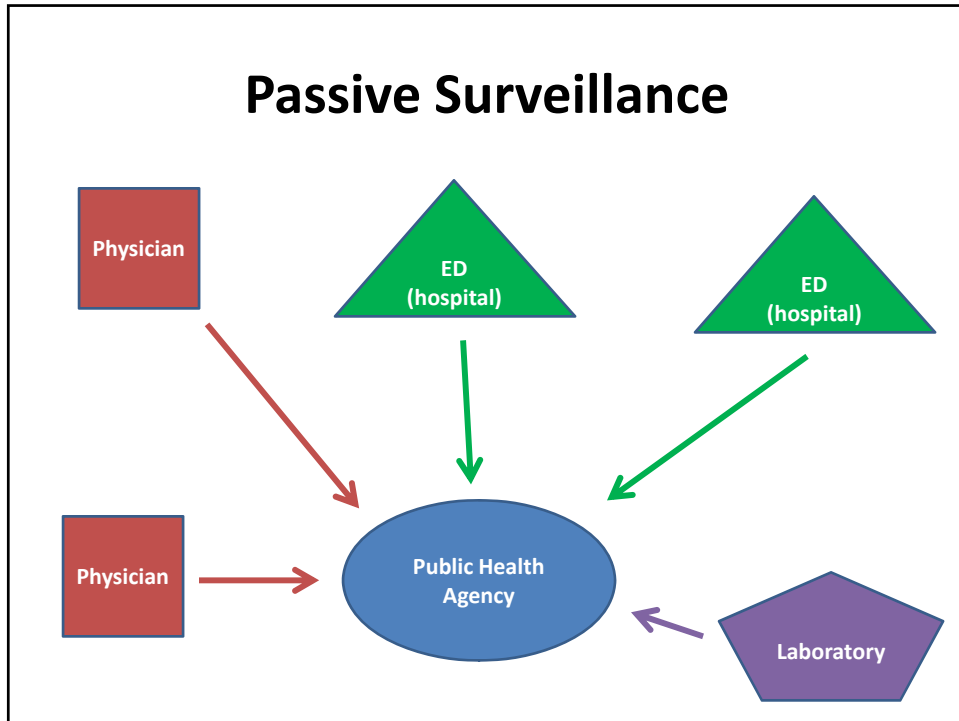 Passive Surveillance
Physician
ED
(hospital)
ED
(hospital)
Physician
Public Health
Agency
Laboratory